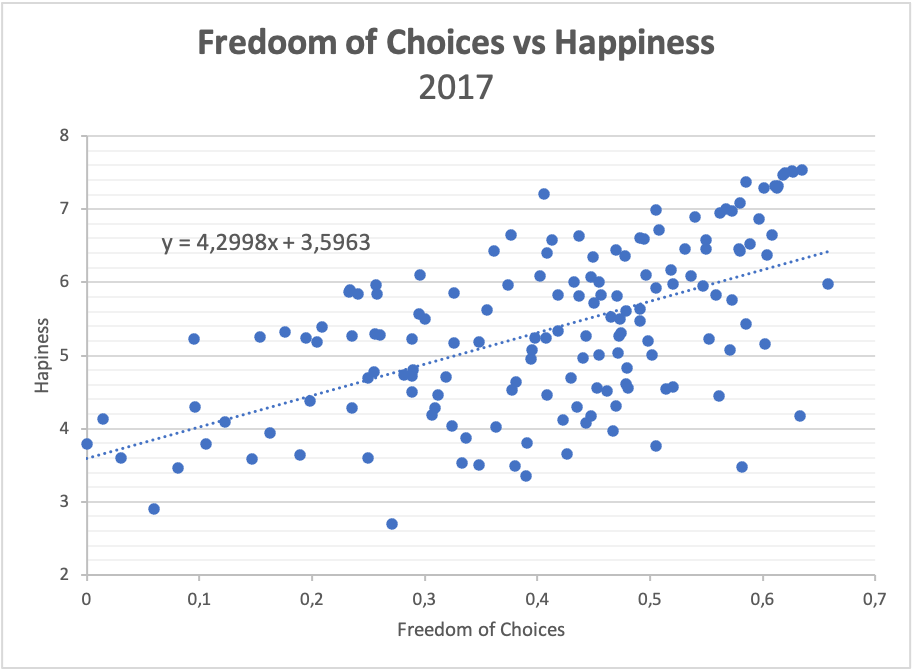 Fredoom of Choices vs Happiness
2017
8
7
y = 4,2998x + 3,5963
6
5
4
3
2
Hapiness
0 0,1 0,2 0,3 0,4 0,5 0,6 0,7
Freedom of Choices